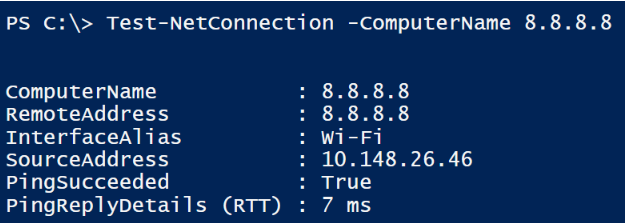 PS C:\> Test-NetConnection -ComputerName 8.8.8.8
ComputerName : 8.8.8.8
RemoteAddress : 8.8.8.8
InterfaceAlias : Wi-Fi
SourceAddress : 10.148.26.46
PingSucceeded : True
PingReplyDetails (RTT) : 7 ms